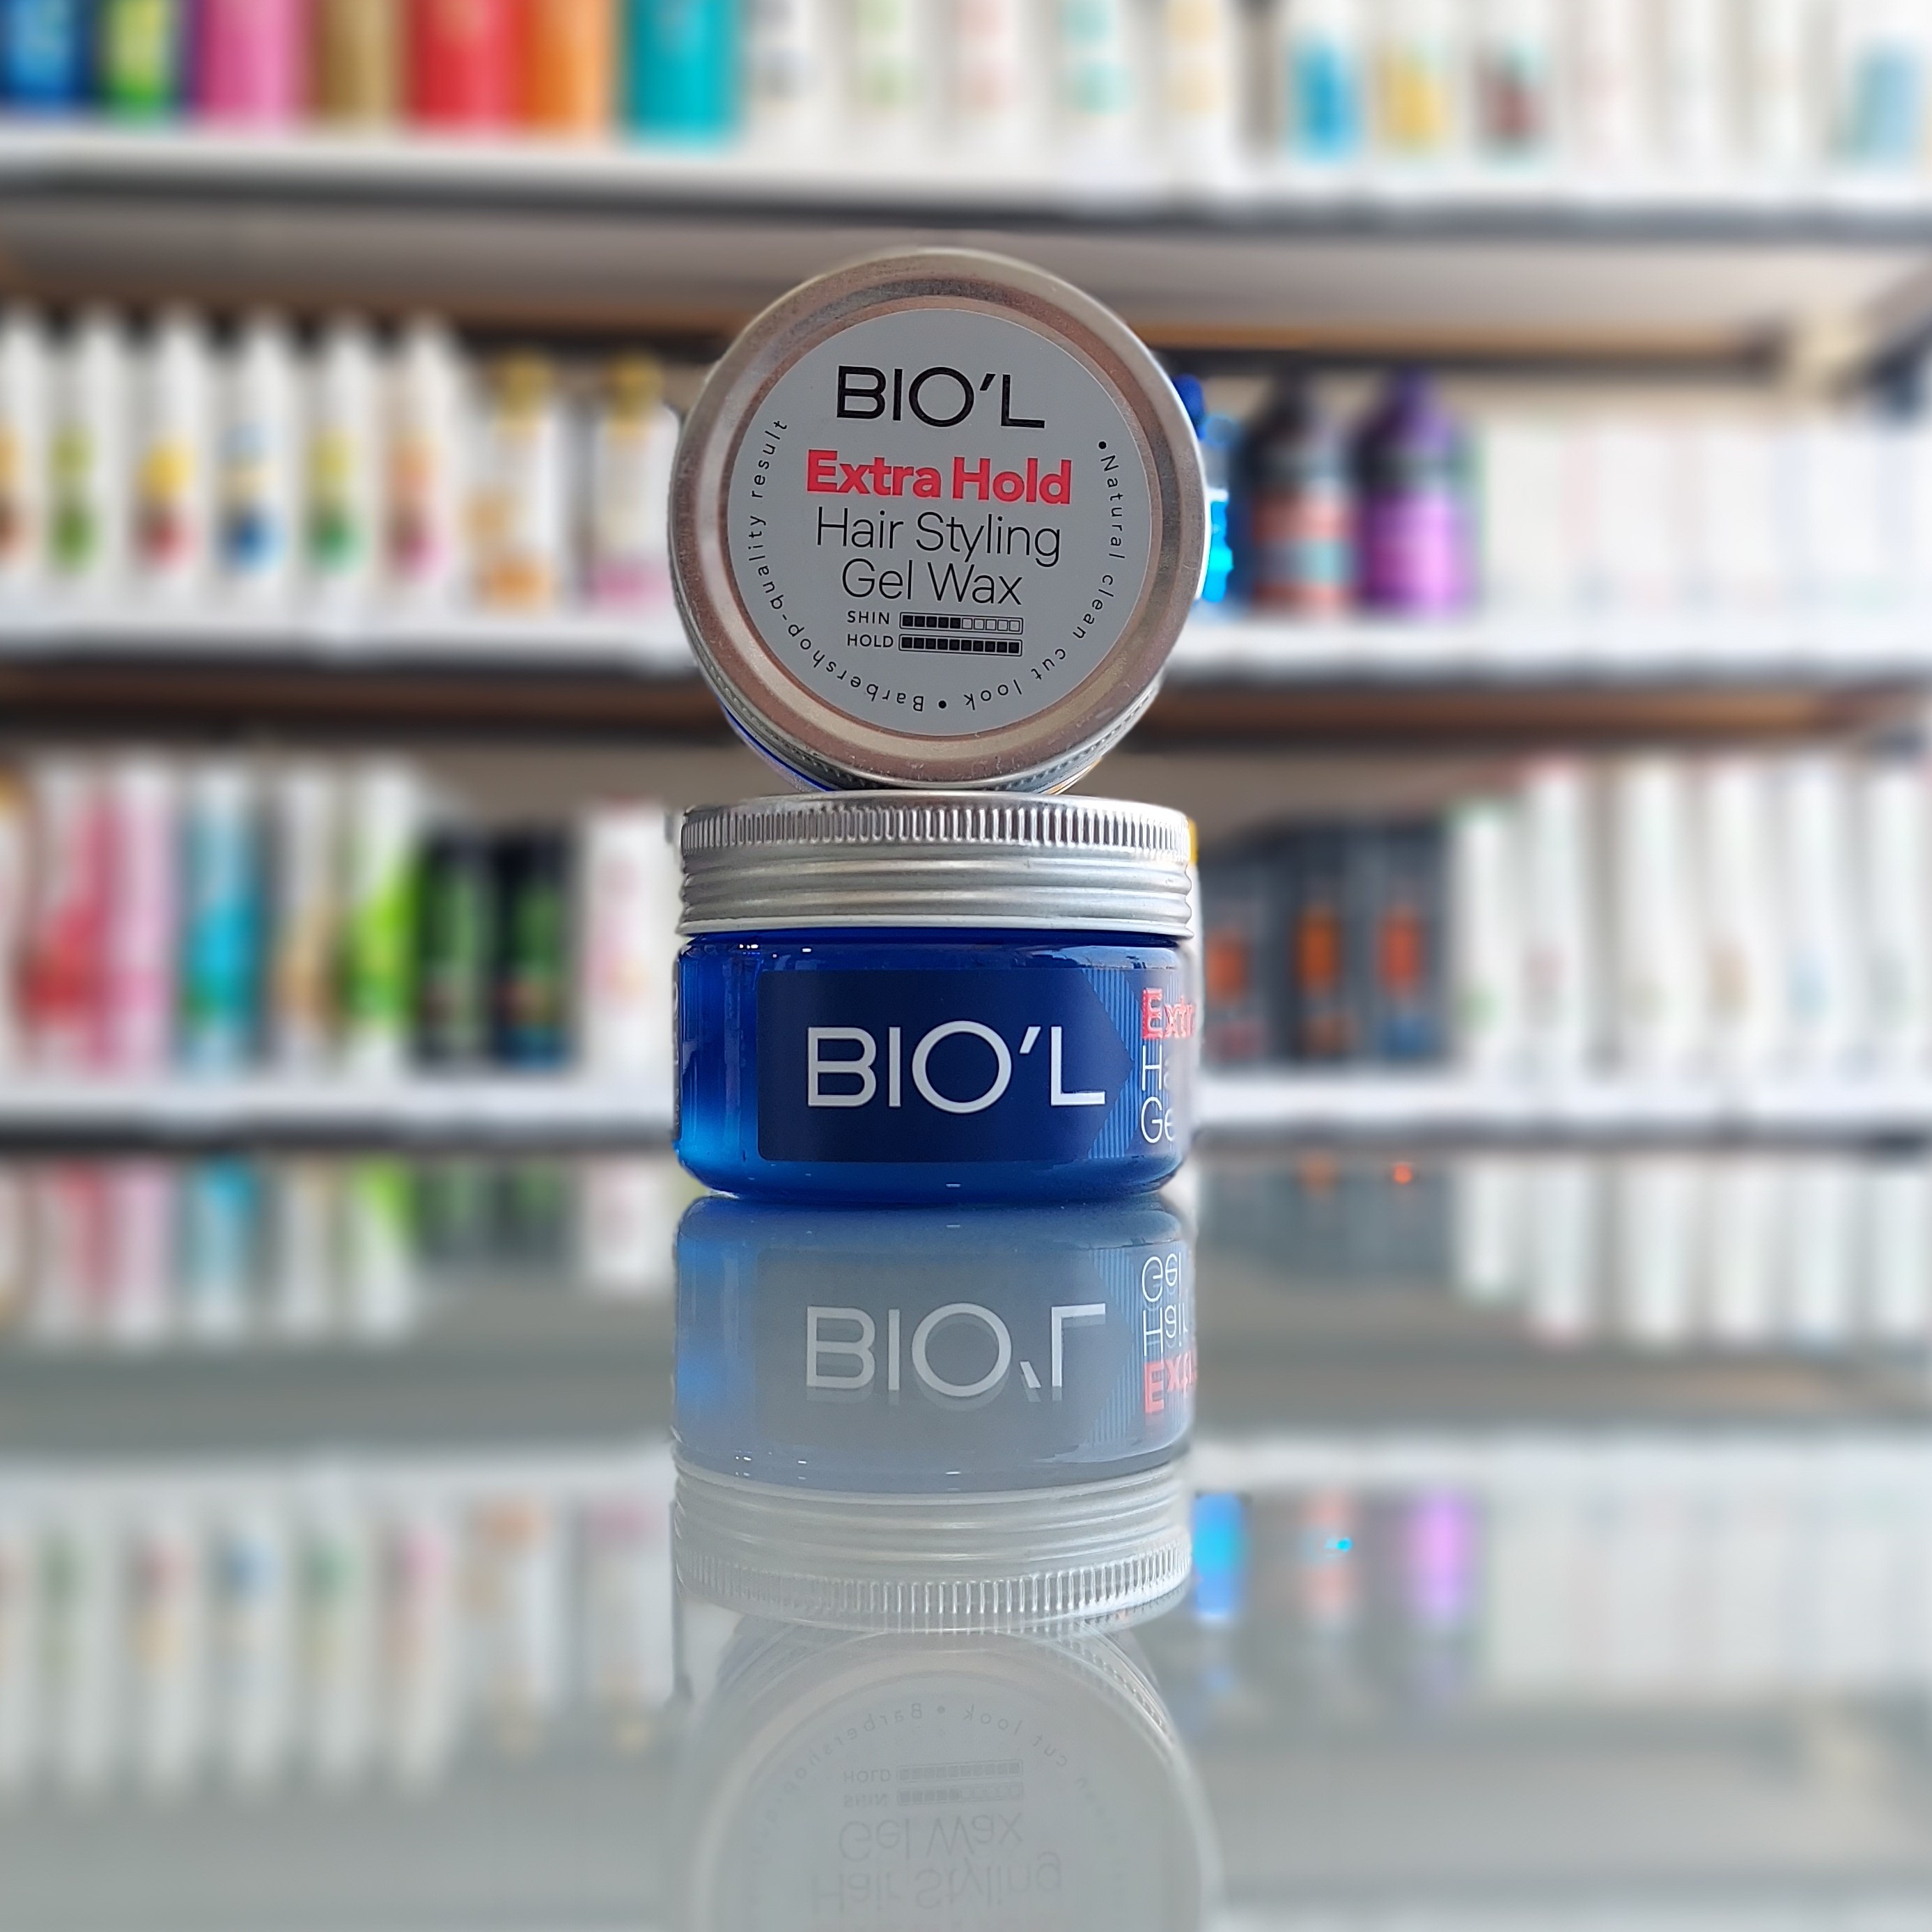 BIO'L
Extra Hold
Hair Styling
Gel Wax
SHIN
HOLD
• Natural clean cut look • Barbershop-quality result
BIO'L
Extr
Ha
Ge